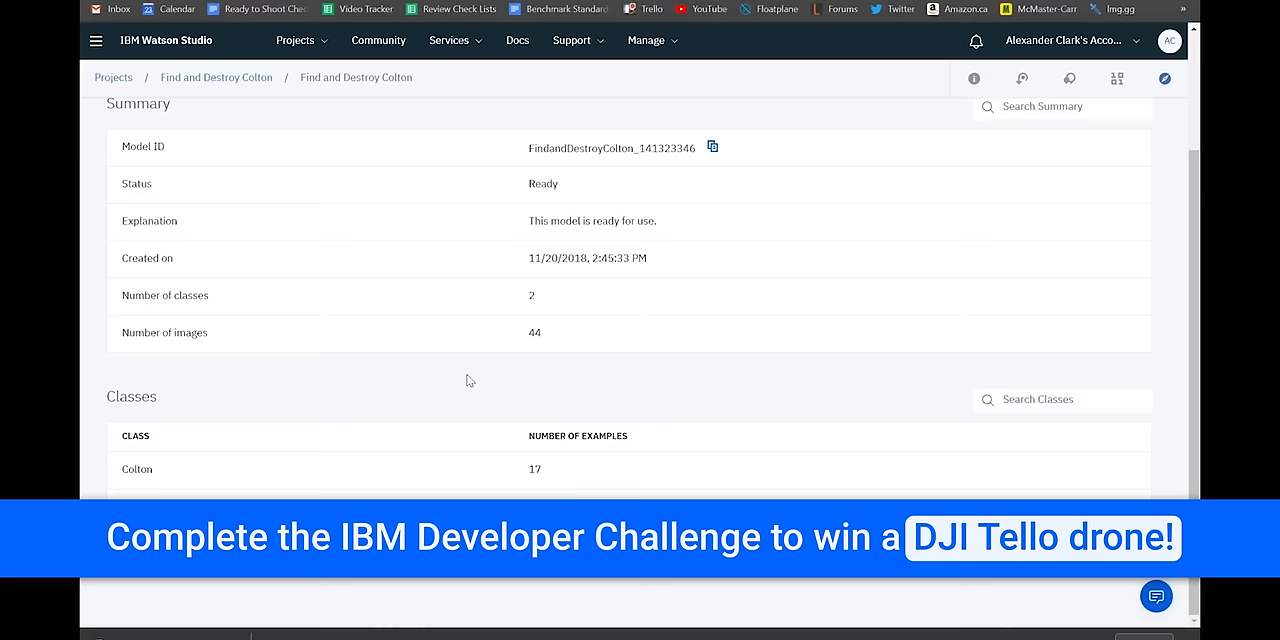 Inbox Calendar Ready to Shoot Che Video Tracker Review Check Lists Benchmark Standard Trello YouTube Floatplane Forums Twitter Amazon.ca McMaster-Carr Img.gg »
IBM Watson Studio Projects Community Services Docs Support Manage Alexander Clark's Acco... AC
Projects / Find and Destroy Colton / Find and Destroy Colton
Summary Search Summary
Model ID FindandDestroyColton_141323346
Status Ready
Explanation This model is ready for use.
Created on 11/20/2018, 2:45:33 PM
Number of classes 2
Number of images 44
Classes Search Classes
CLASS NUMBER OF EXAMPLES
Colton 17
Complete the IBM Developer Challenge to win a DJI Tello drone!